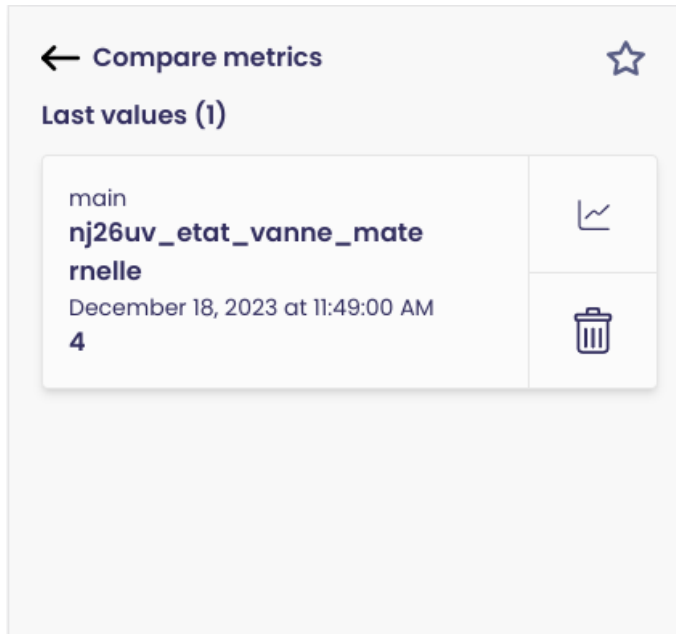 Compare metrics
Last values (1)
main
nj26uv_etat_vanne_mate
rnelle
December 18, 2023 at 11:49:00 AM
4